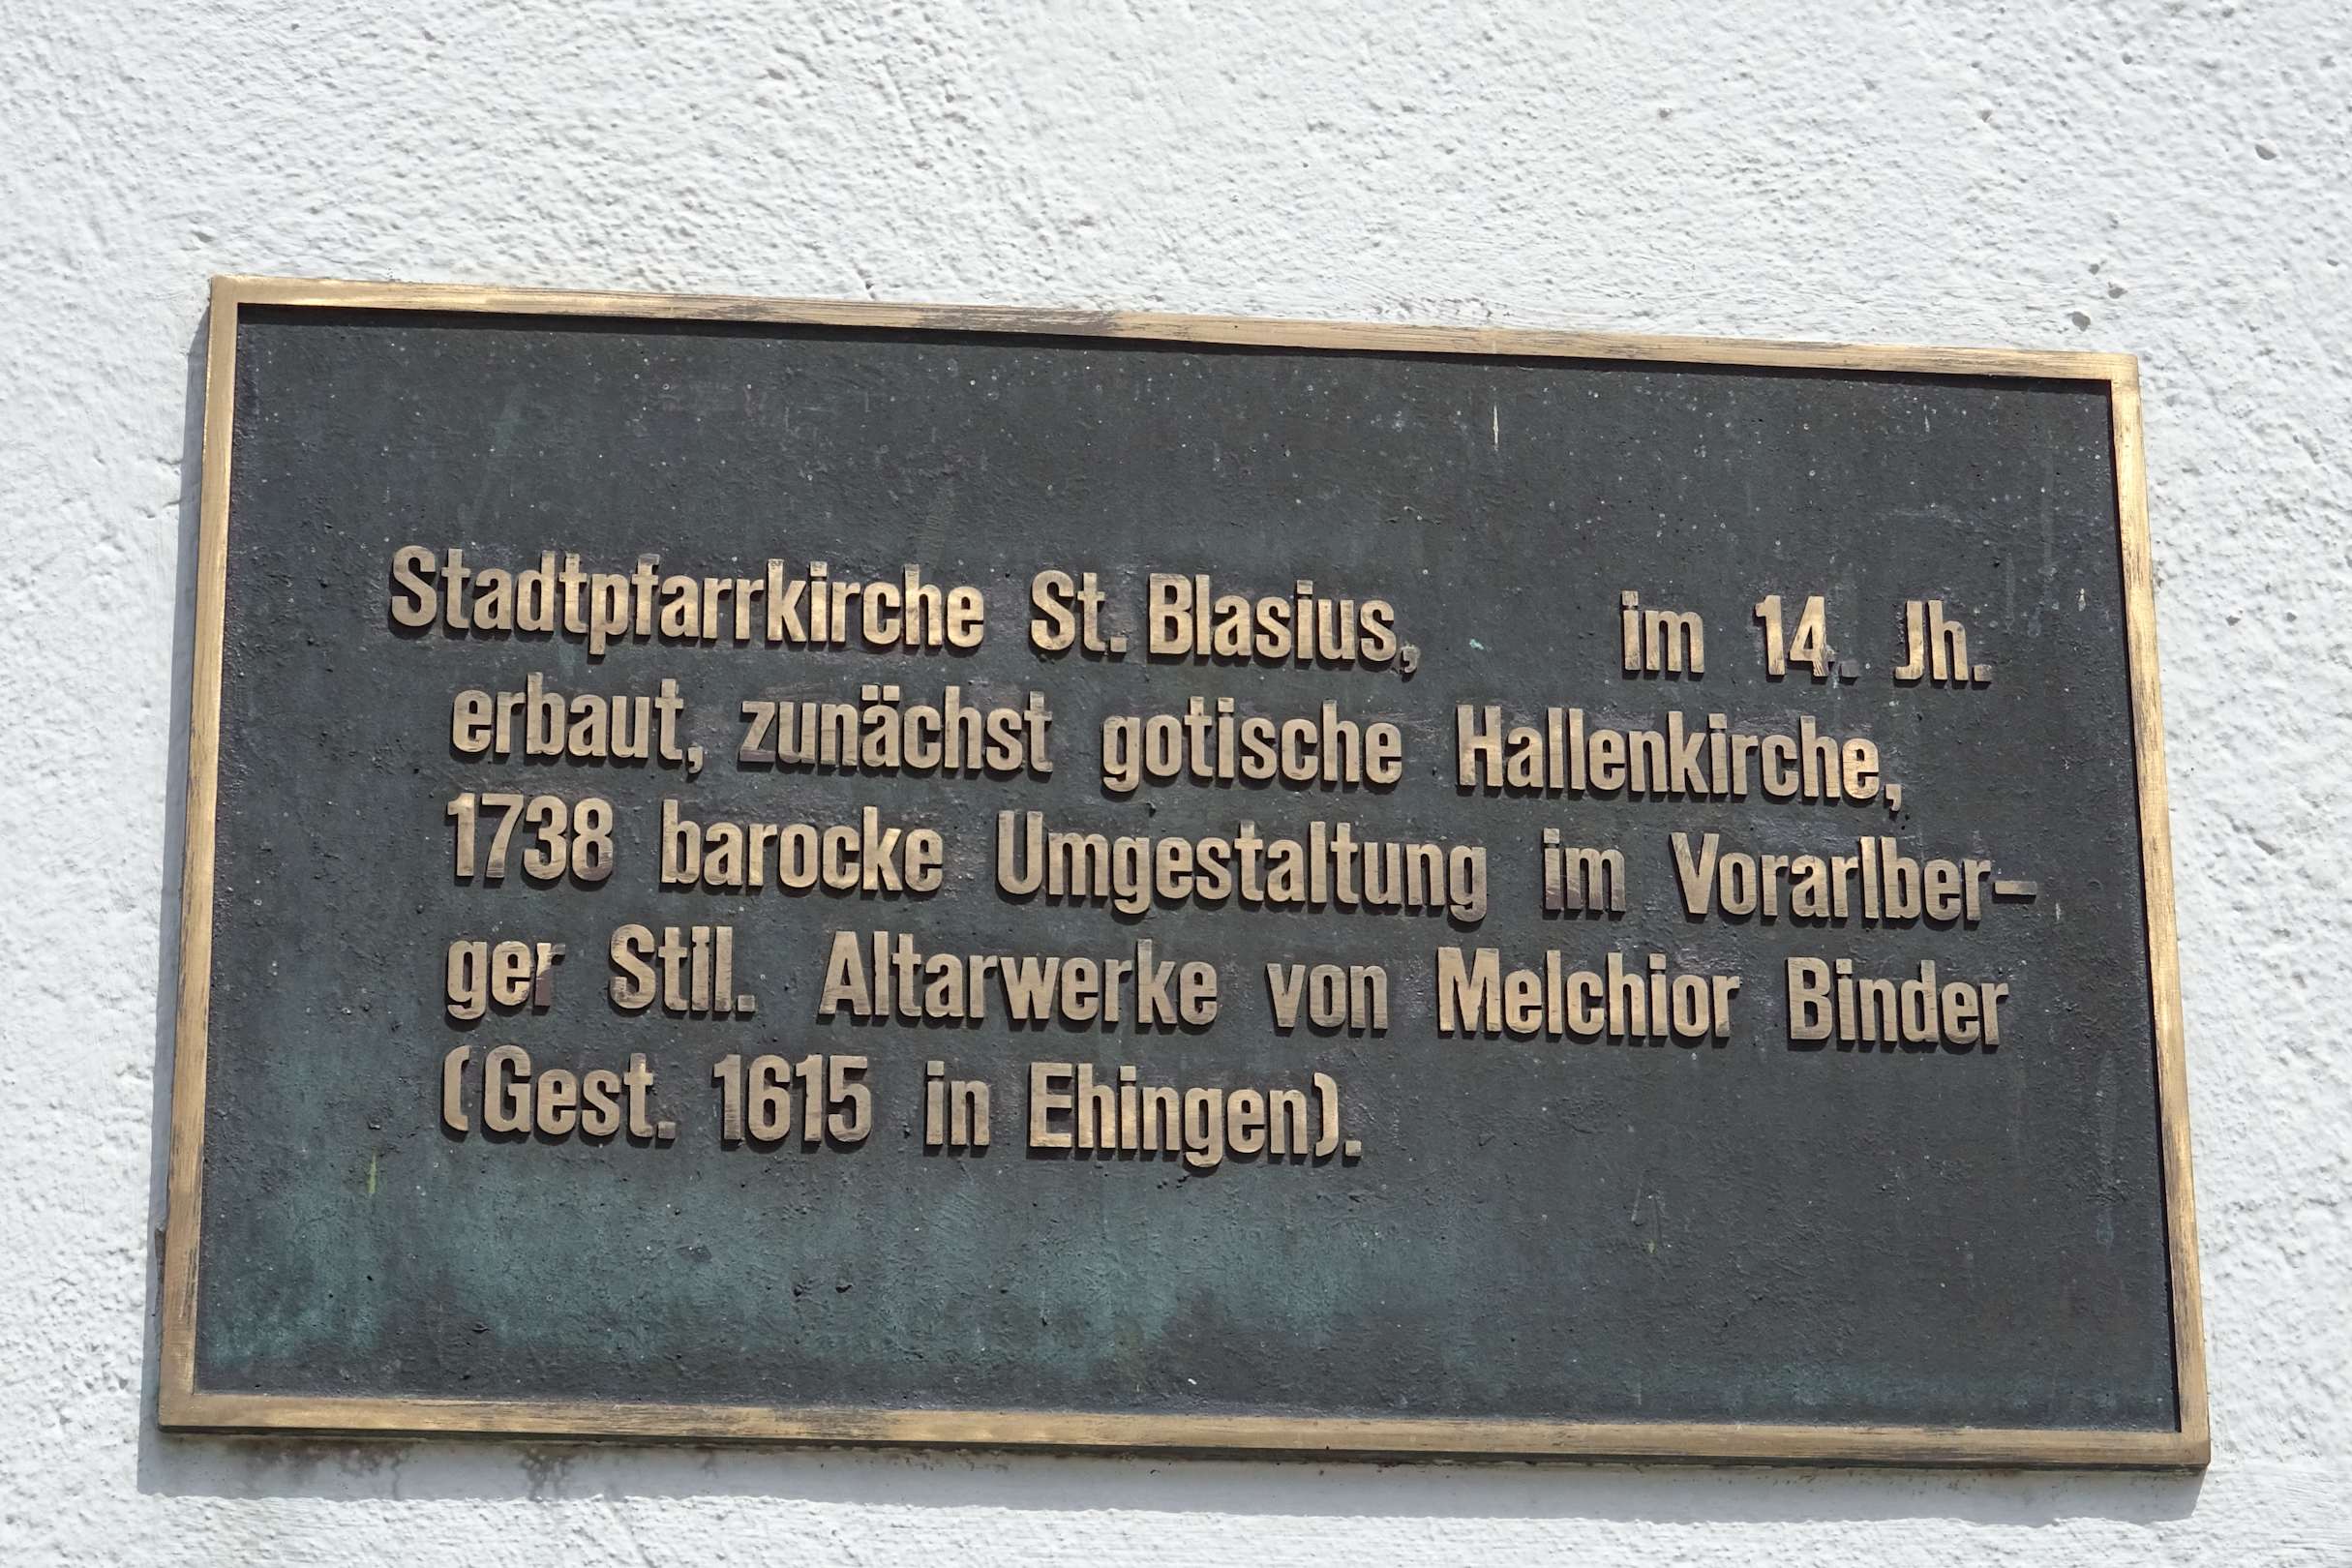 Stadtpfarrkirche St. Blasius, im 14. Jh.
erbaut, zunächst gotische Hallenkirche,
1738 barocke Umgestaltung im Vorarlber-
ger Stil. Altarwerke von Melchior Binder
(Gest. 1615 in Ehingen).